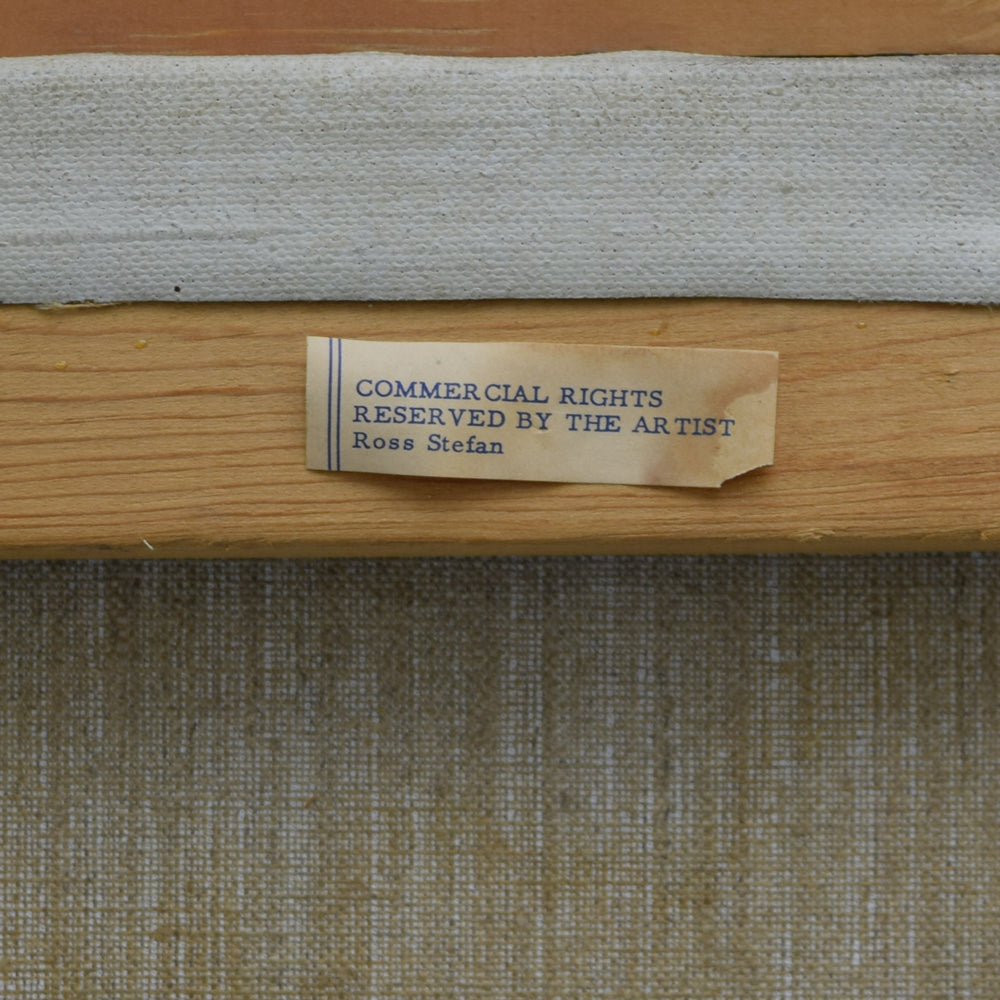 COMMERCIAL RIGHTS
RESERVED BY THE ARTIST
Ross Stefan